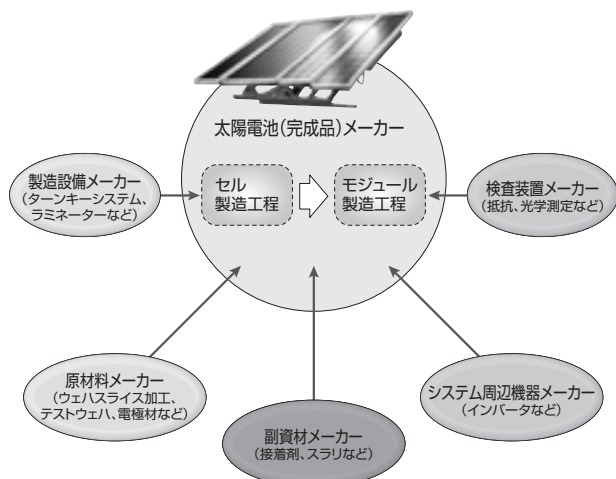 太陽電池(完成品)メーカー
製造設備メーカー
(ターンキーシステム、
ラミネーターなど)
セル
製造工程
モジュール
製造工程
検査装置メーカー
(抵抗、光学測定など)
原材料メーカー
(ウェハスライス加工、
テストウェハ、電極材など)
副資材メーカー
(接着剤、スラリなど)
システム周辺機器メーカー
(インバータなど)